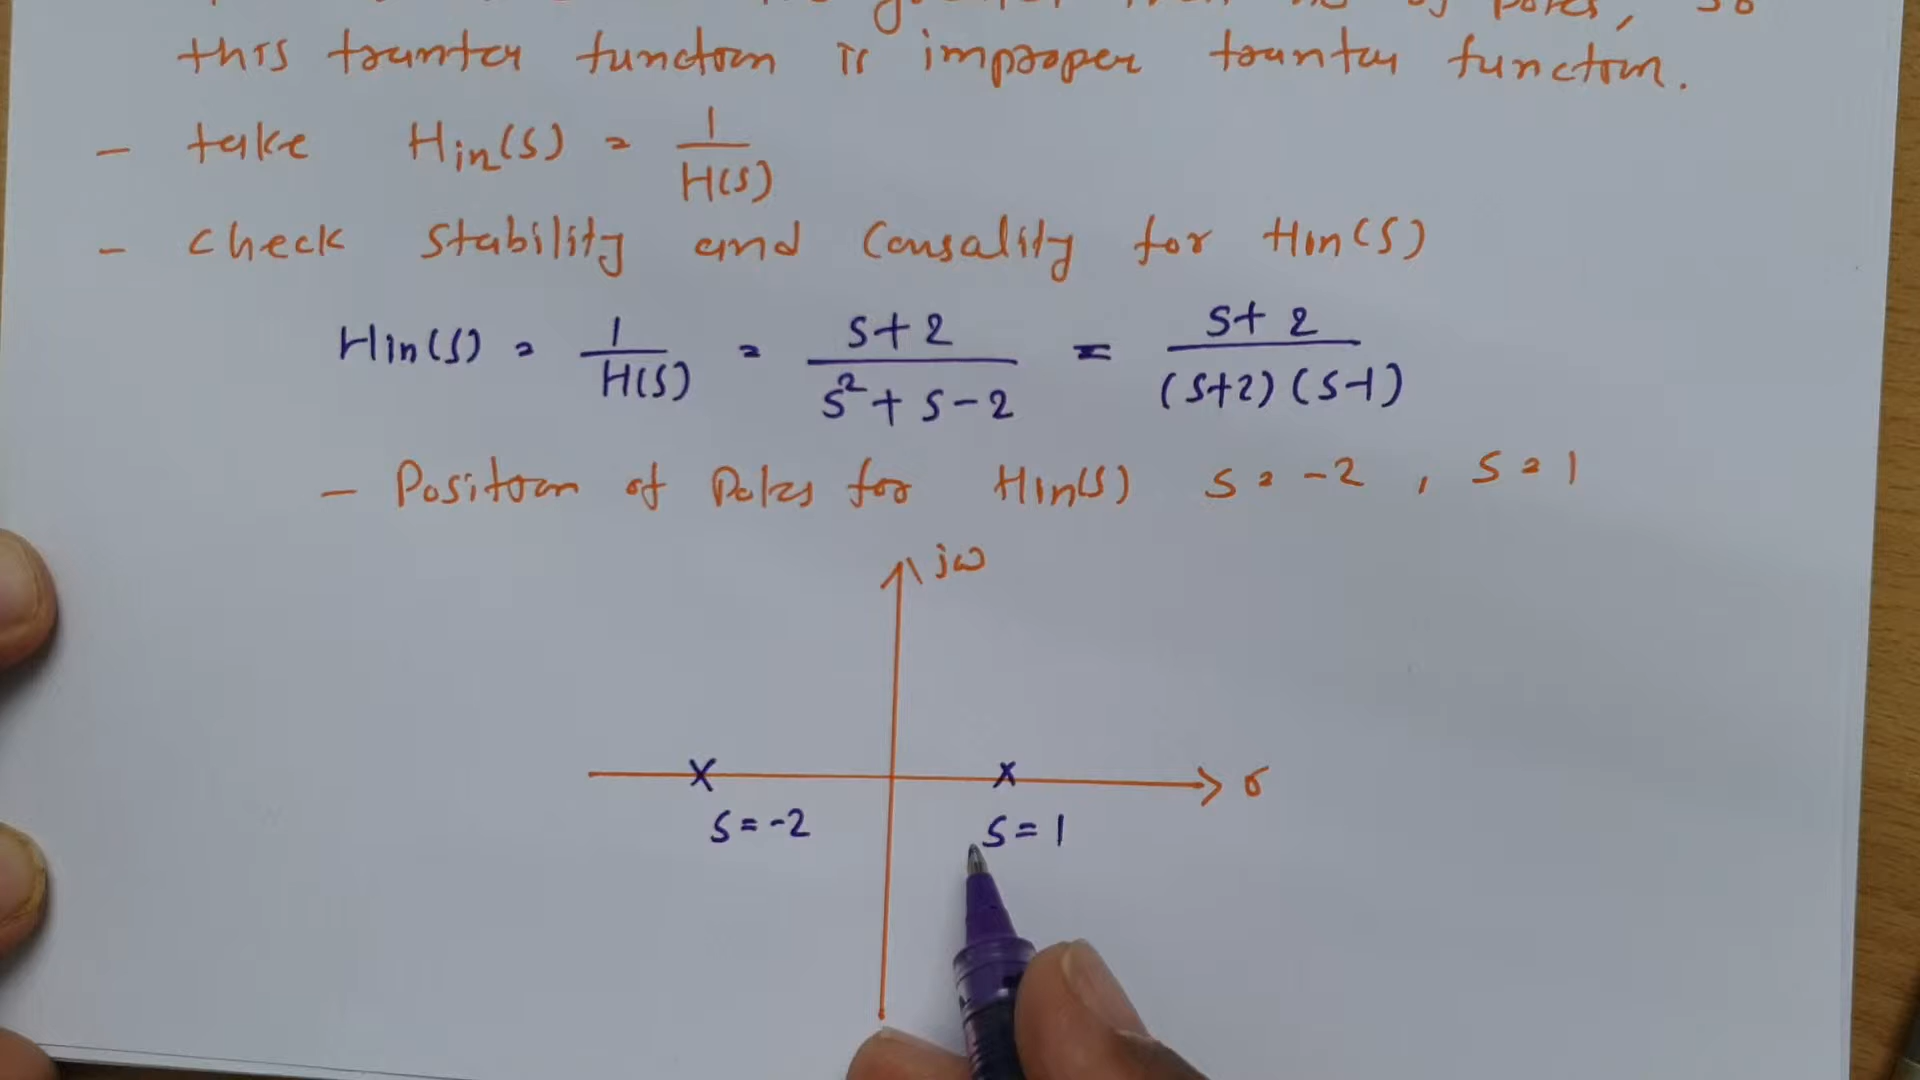 this transfer function is improper transfer function.
- take Hin(s) = 1/H(s)
- check stability and Causality for Hin(s)
Hin(s) = 1/H(s) = s+2/s²+s-2 = s+2/(s+2)(s-1)
- Position of Poles for Hin(s) s = -2 , s = 1
jω
σ
s = -2
s = 1